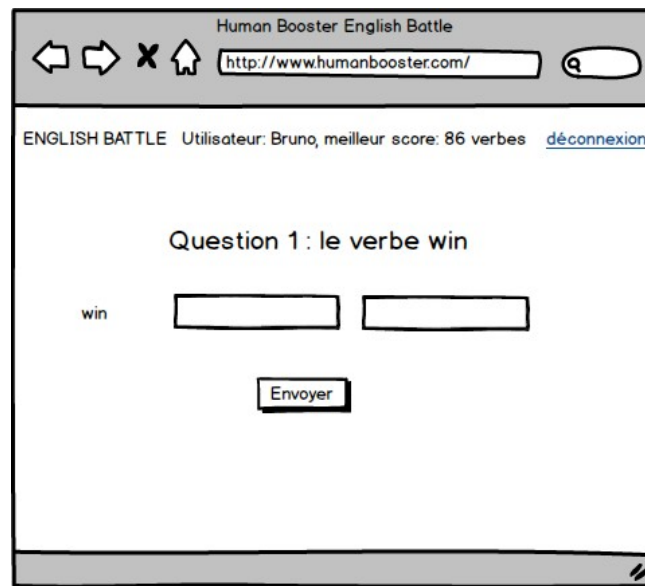 Human Booster English Battle
http://www.humanbooster.com/
ENGLISH BATTLE Utilisateur: Bruno, meilleur score: 86 verbes déconnexion
Question 1 : le verbe win
win
Envoyer